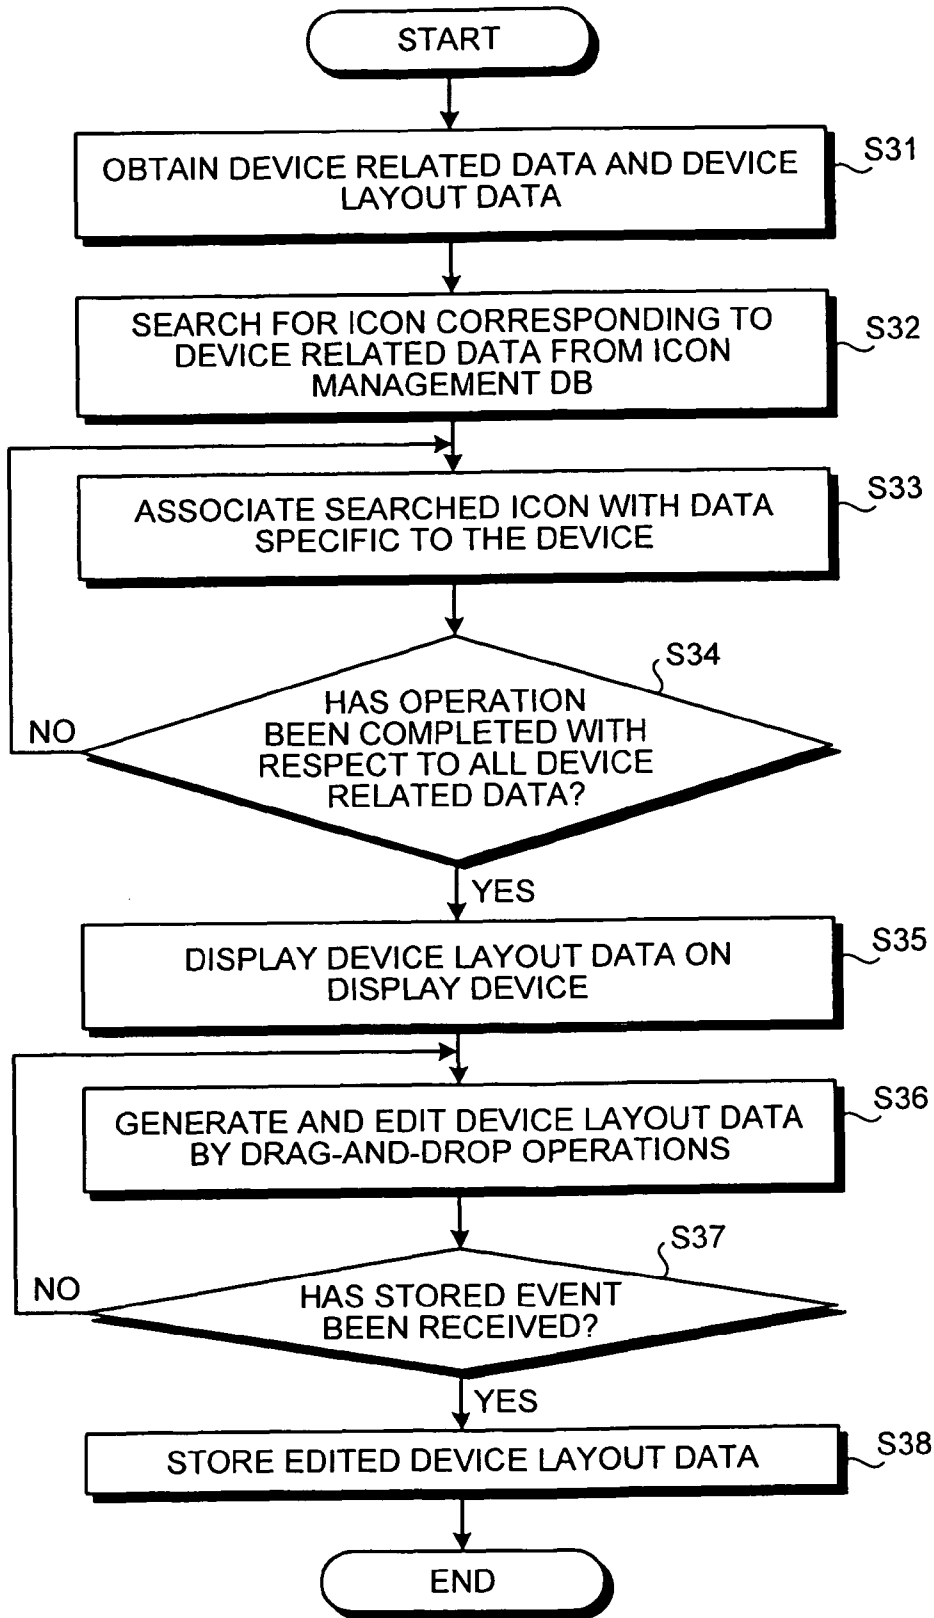 START
OBTAIN DEVICE RELATED DATA AND DEVICE
LAYOUT DATA
S31
SEARCH FOR ICON CORRESPONDING TO
DEVICE RELATED DATA FROM ICON
MANAGEMENT DB
S32
ASSOCIATE SEARCHED ICON WITH DATA
SPECIFIC TO THE DEVICE
S33
S34
HAS OPERATION
BEEN COMPLETED WITH
RESPECT TO ALL DEVICE
RELATED DATA?
NO
YES
DISPLAY DEVICE LAYOUT DATA ON
DISPLAY DEVICE
S35
GENERATE AND EDIT DEVICE LAYOUT DATA
BY DRAG-AND-DROP OPERATIONS
S36
S37
HAS STORED EVENT
BEEN RECEIVED?
NO
YES
STORE EDITED DEVICE LAYOUT DATA
S38
END